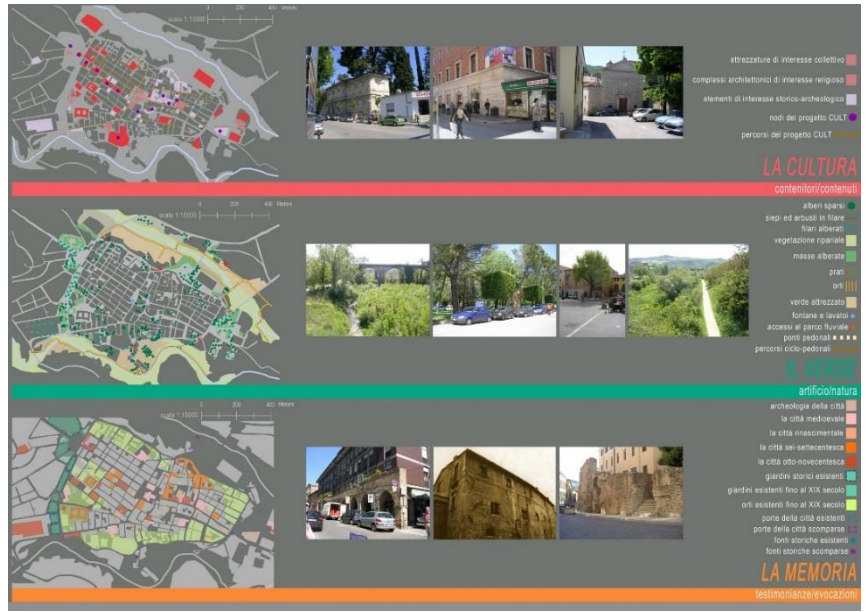 scala 1:10000
0 200 400 Meters
attrezzature di interesse collettivo
complessi architettonici di interesse religioso
elementi di interesse storico-archeologico
nodi del progetto CULT
percorsi del progetto CULT
LA CULTURA
contenitori/contenuti
0 200 400 Meters
scala 1:10000
alberi sparsi
siepi ed arbusti in filare
filari alberati
vegetazione ripariale
masse alberate
prati
orti
verde attrezzato
fontane e lavatoi
accessi al parco fluviale
ponti pedonali
percorsi ciclo-pedonali
IL VERDE
artificio/natura
0 200 400 Meters
scala 1:10000
archeologia della città
la città medioevale
la città rinascimentale
la città sei-settecentesca
la città otto-novecentesca
giardini storici esistenti
giardini esistenti fino al XIX secolo
orti esistenti fino al XIX secolo
porte della città esistenti
porte della città scomparse
fonti storiche esistenti
fonti storiche scomparse
LA MEMORIA
testimonianze/evocazioni